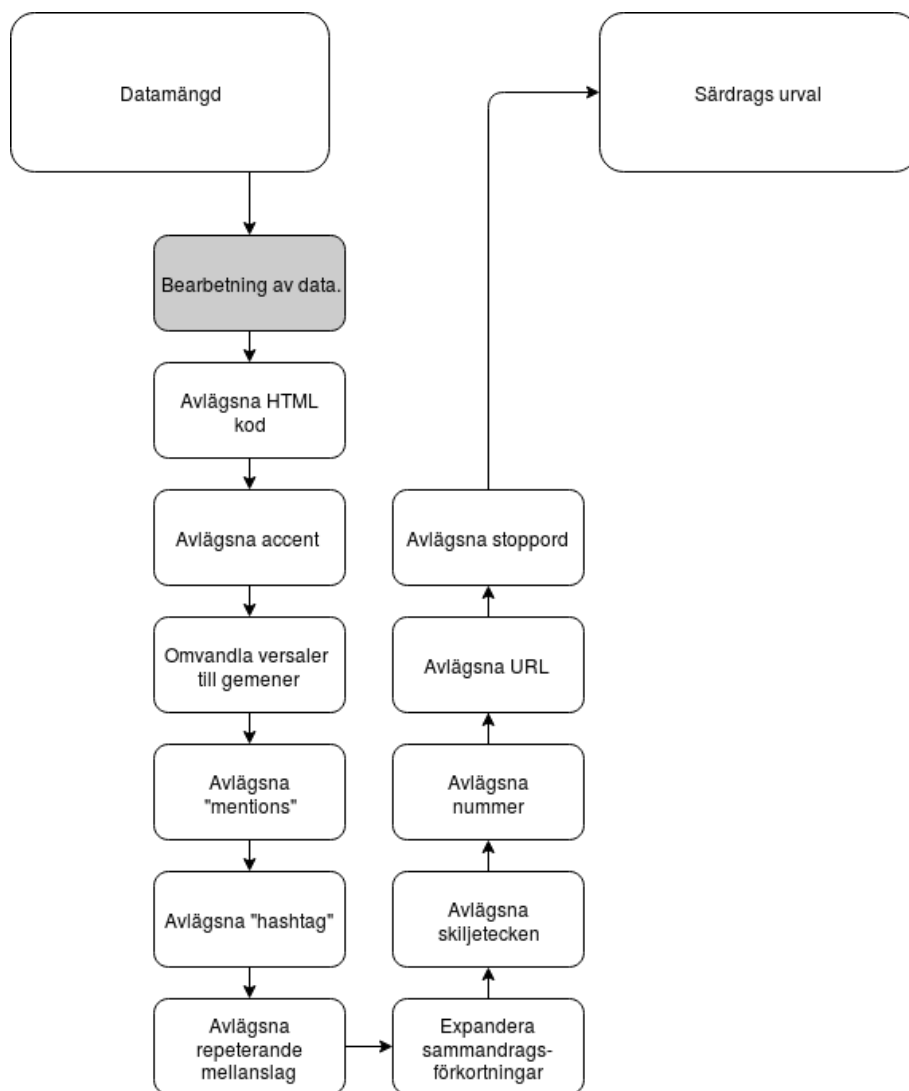 Datamängd
Särdrags urval
Bearbetning av data.
Avlägsna HTML
kod
Avlägsna accent
Omvandla versaler
till gemener
Avlägsna
"mentions"
Avlägsna "hashtag"
Avlägsna
repeterande
mellanslag
Expandera
sammandrags-
förkortningar
Avlägsna
skiljetecken
Avlägsna
nummer
Avlägsna URL
Avlägsna stoppord